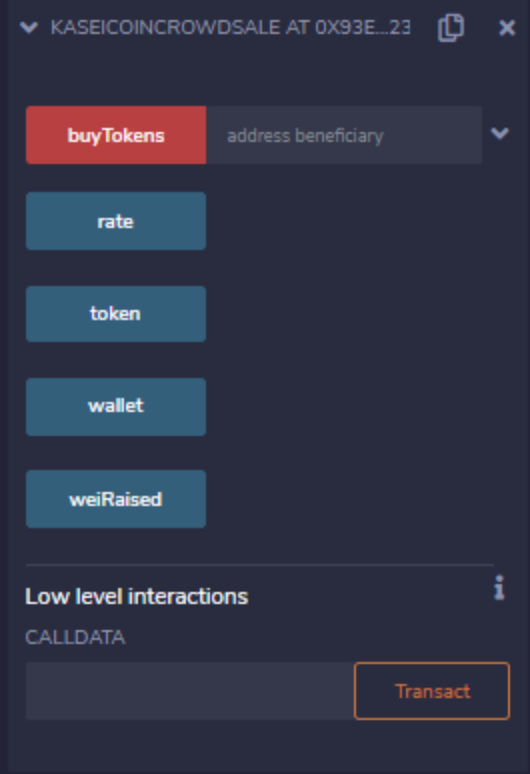 KASEICOINCROWDSALE AT 0X93E...23
buyTokens address beneficiary
rate
token
wallet
weiRaised
Low level interactions
CALLDATA
Transact